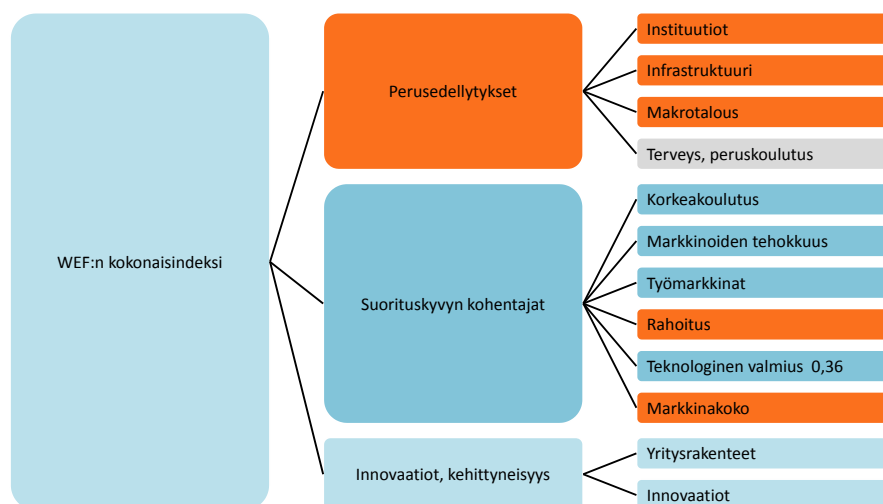 WEF:n kokonaisindeksi
Perusedellytykset
Instituutiot
Infrastruktuuri
Makrotalous
Terveys, peruskoulutus
Suorituskyvyn kohentajat
Korkeakoulutus
Markkinoiden tehokkuus
Työmarkkinat
Rahoitus
Teknologinen valmius 0,36
Markkinakoko
Innovaatiot, kehittyneisyys
Yritysrakenteet
Innovaatiot